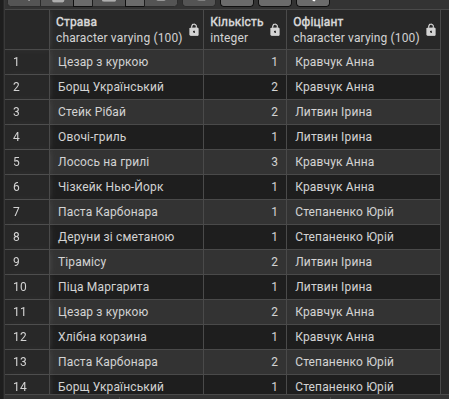 Страва Кількість Офіціант
character varying (100) integer character varying (100)
1 Цезар з куркою 1 Кравчук Анна
2 Борщ Український 2 Кравчук Анна
3 Стейк Рібай 2 Литвин Ірина
4 Овочі-гриль 1 Литвин Ірина
5 Лосось на грилі 3 Кравчук Анна
6 Чізкейк Нью-Йорк 1 Кравчук Анна
7 Паста Карбонара 1 Степаненко Юрій
8 Деруни зі сметаною 1 Степаненко Юрій
9 Тірамісу 2 Литвин Ірина
10 Піца Маргарита 1 Литвин Ірина
11 Цезар з куркою 2 Кравчук Анна
12 Хлібна корзина 1 Кравчук Анна
13 Паста Карбонара 2 Степаненко Юрій
14 Борщ Український 1 Степаненко Юрій